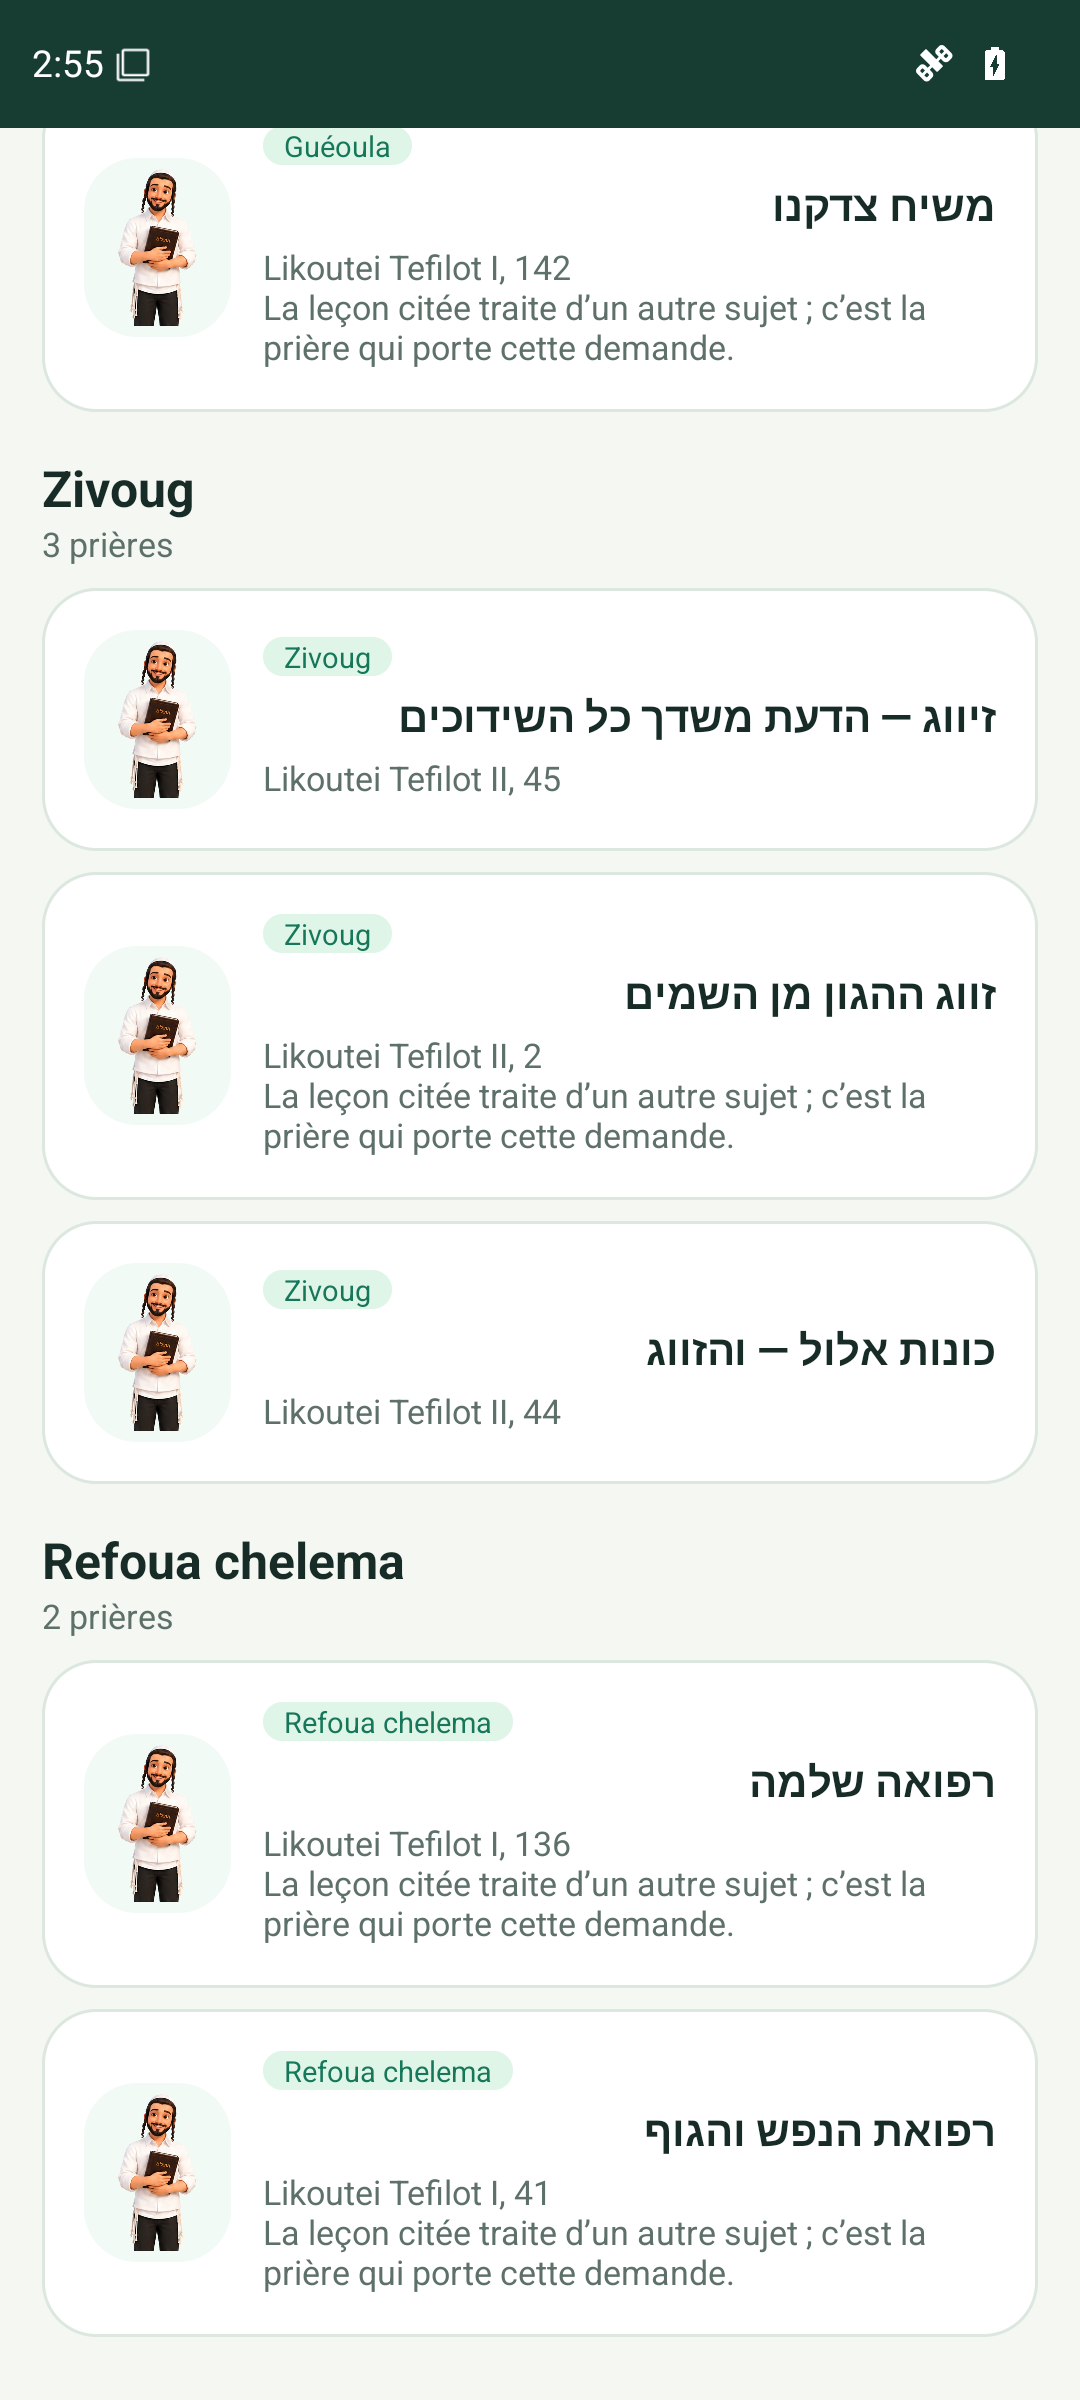 2:55
Guéoula
משיח צדקנו
Likoutei Tefilot I, 142
La leçon citée traite d’un autre sujet ; c’est la
prière qui porte cette demande.
Zivoug
3 prières
Zivoug
זיווג – הדעת משדך כל השידוכים
Likoutei Tefilot II, 45
Zivoug
זווג ההגון מן השמים
Likoutei Tefilot II, 2
La leçon citée traite d’un autre sujet ; c’est la
prière qui porte cette demande.
Zivoug
כונות אלול – והזווג
Likoutei Tefilot II, 44
Refoua chelema
2 prières
Refoua chelema
רפואה שלמה
Likoutei Tefilot I, 136
La leçon citée traite d’un autre sujet ; c’est la
prière qui porte cette demande.
Refoua chelema
רפואת הנפש והגוף
Likoutei Tefilot I, 41
La leçon citée traite d’un autre sujet ; c’est la
prière qui porte cette demande.